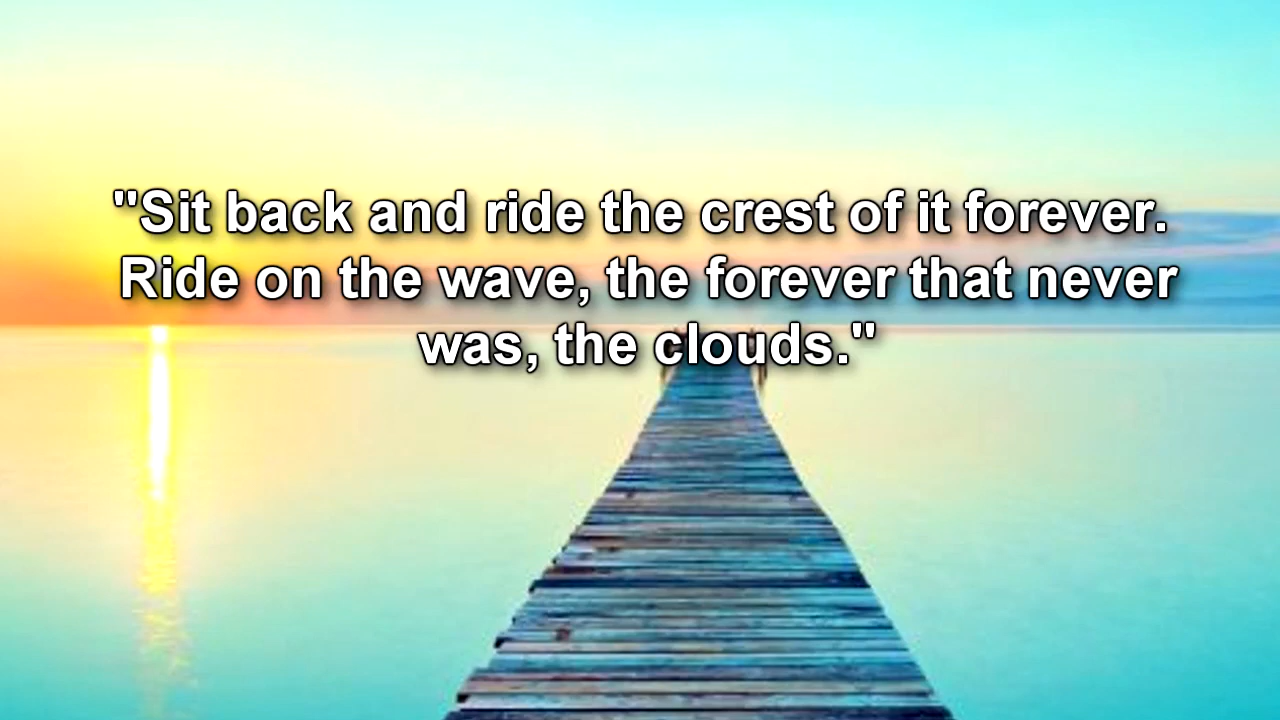 "Sit back and ride the crest of it forever.
Ride on the wave, the forever that never
was, the clouds."